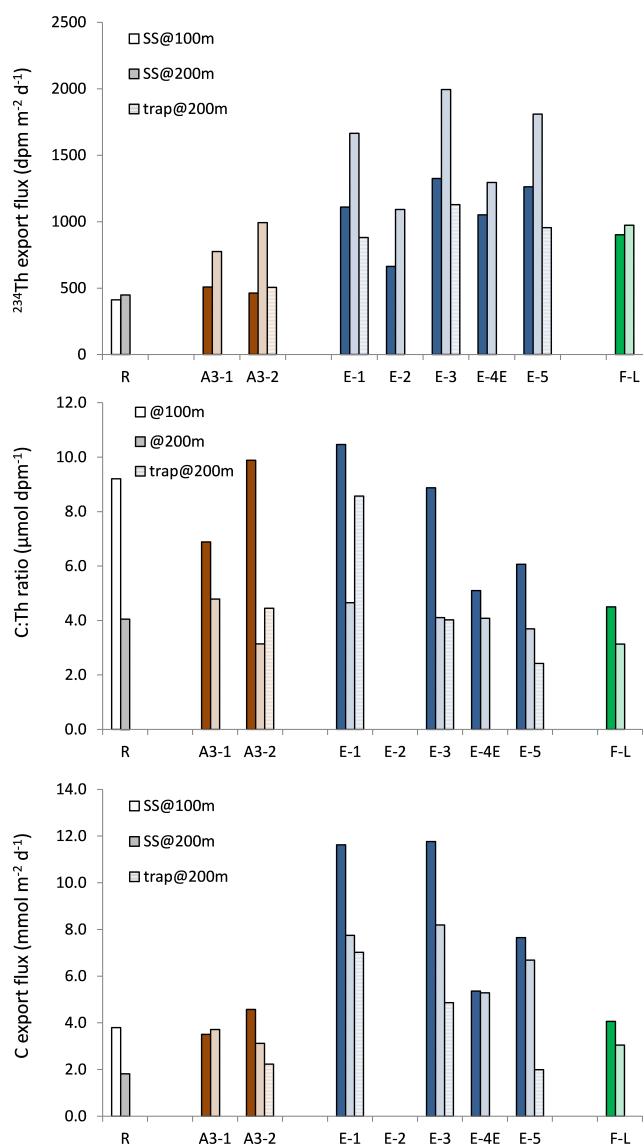 2500
2000
1500
1000
500
0
²³⁴Th export flux (dpm m⁻² d⁻¹)
SS@100m
SS@200m
trap@200m
R A3-1 A3-2 E-1 E-2 E-3 E-4E E-5 F-L
12.0
10.0
8.0
6.0
4.0
2.0
0.0
C:Th ratio (μmol dpm⁻¹)
@100m
@200m
trap@200m
R A3-1 A3-2 E-1 E-2 E-3 E-4E E-5 F-L
14.0
12.0
10.0
8.0
6.0
4.0
2.0
0.0
C export flux (mmol m⁻² d⁻¹)
SS@100m
SS@200m
trap@200m
R A3-1 A3-2 E-1 E-2 E-3 E-4E E-5 F-L